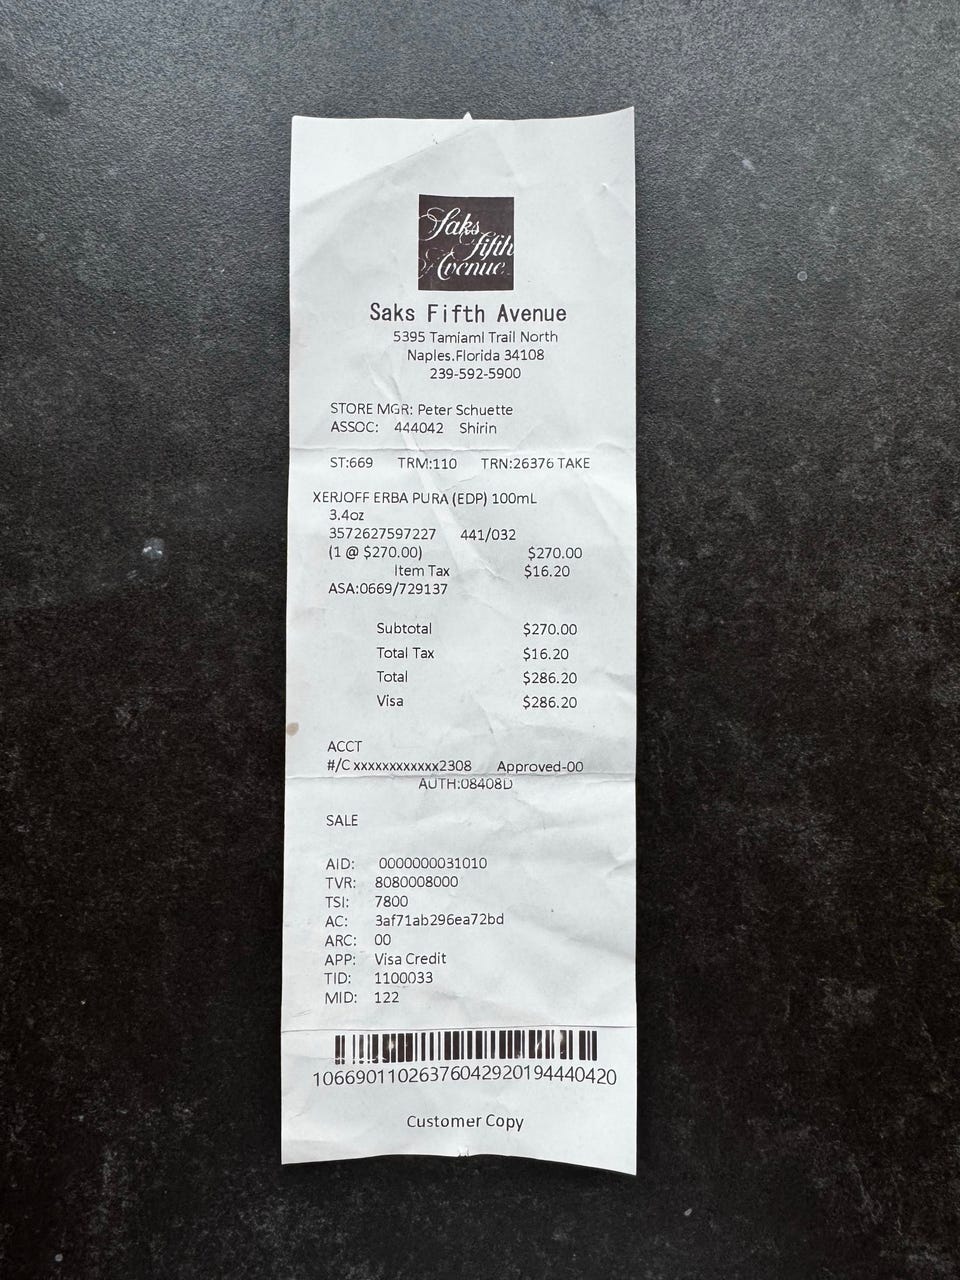 Saks
fifth
Avenue
Saks Fifth Avenue
5395 Tamiaml Trail North
Naples.Florida 34108
239-592-5900
STORE MGR: Peter Schuette
ASSOC: 444042 Shirin
ST:669 TRM:110 TRN:26376 TAKE
XERJOFF ERBA PURA (EDP) 100mL
3.4oz
3572627597227 441/032
(1 @ $270.00) $270.00
Item Tax $16.20
ASA:0669/729137
Subtotal $270.00
Total Tax $16.20
Total $286.20
Visa $286.20
ACCT
#/C xxxxxxxxxxxx2308 Approved-00
AUTH:08408D
SALE
AID: 0000000031010
TVR: 8080008000
TSI: 7800
AC: 3af71ab296ea72bd
ARC: 00
APP: Visa Credit
TID: 1100033
MID: 122
10669011026376042920194440420
Customer Copy